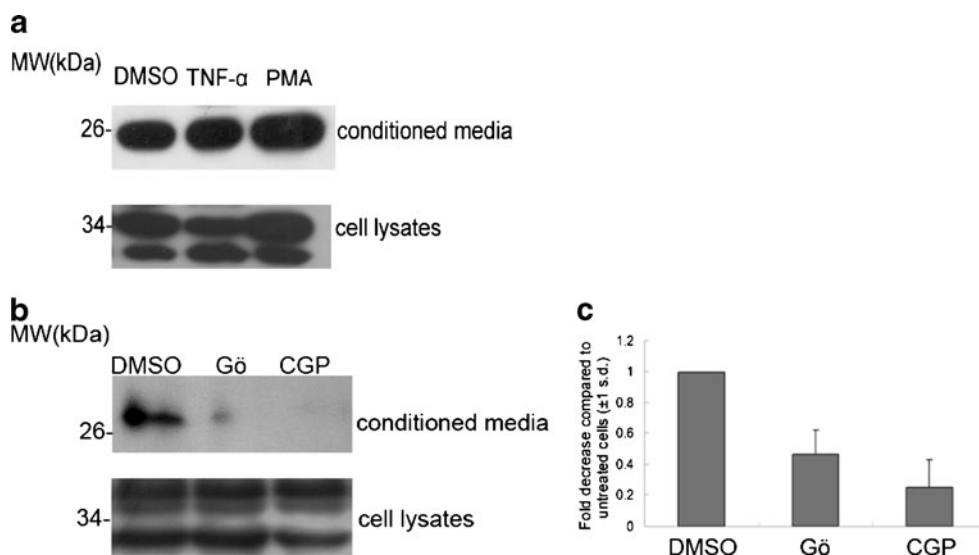 a
MW(kDa)
DMSO TNF-α PMA
26-
conditioned media
34-
cell lysates
b
MW(kDa)
DMSO Gö CGP
26-
conditioned media
34-
cell lysates
c
Fold decrease compared to
untreated cells (±1 s.d.)
1.2
1
0.8
0.6
0.4
0.2
0
DMSO Gö CGP